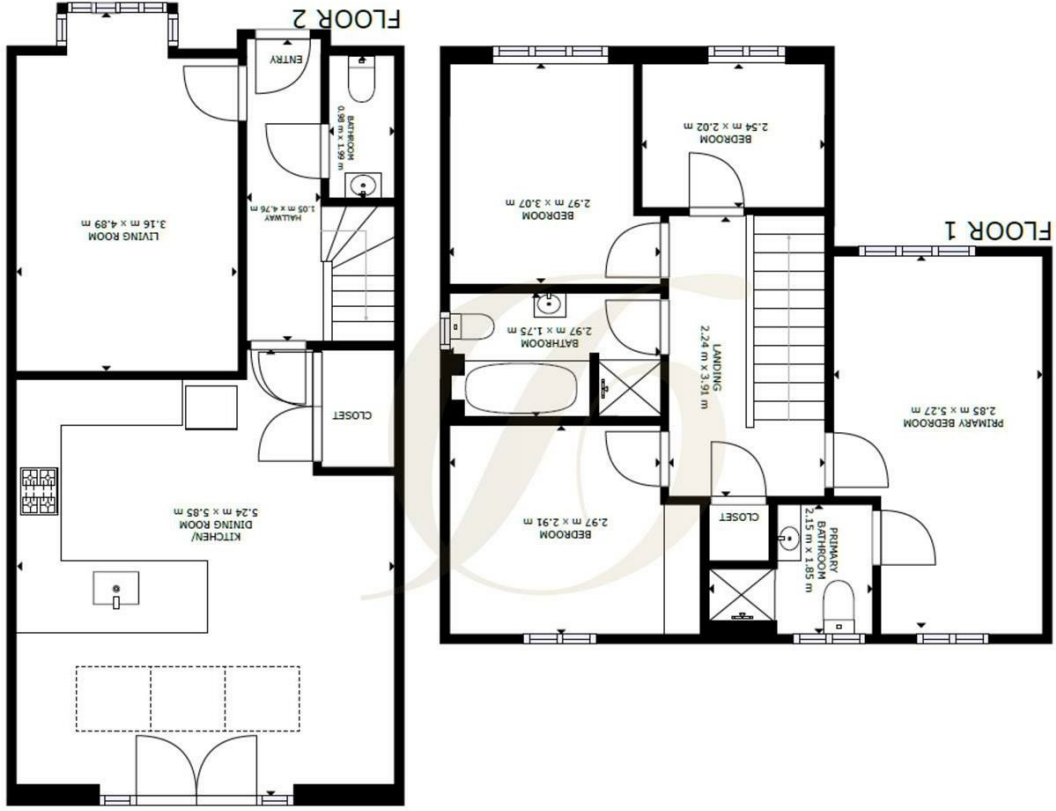 PRIMARY
BATHROOM
2.15 m x 1.85 m
CLOSET
BEDROOM
2.97 m x 2.91 m
PRIMARY BEDROOM
2.85 m x 5.27 m
LANDING
2.24 m x 3.91 m
BATHROOM
2.97 m x 1.75 m
BEDROOM
2.97 m x 3.07 m
BEDROOM
2.54 m x 2.02 m
FLOOR 1
KITCHEN/
DINING ROOM
5.24 m x 5.85 m
CLOSET
LIVING ROOM
3.16 m x 4.89 m
HALLWAY
1.05 m x 4.76 m
BATHROOM
0.98 m x 1.99 m
ENTRY
FLOOR 2